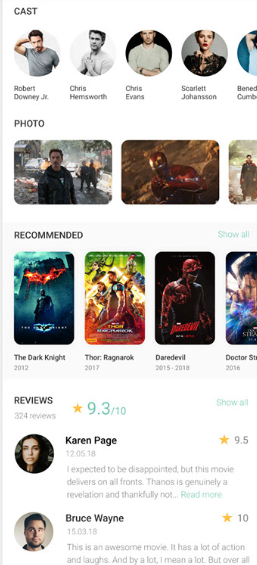 CAST
Robert
Downey Jr.
Chris
Hemsworth
Chris
Evans
Scarlett
Johansson
Bened
Cumb
PHOTO
RECOMMENDED
Show all
THOR
RAGNAROK
DAREDEVIL
The Dark Knight
2012
Thor: Ragnarok
2017
Daredevil
2015 - 2018
Doctor St
2016
REVIEWS
Show all
324 reviews
9.3/10
Karen Page
9.5
12.05.18
I expected to be disappointed, but this movie
delivers on all fronts. Thanos is genuinely a
revelation and thankfully not... Read more
Bruce Wayne
10
15.03.18
This is an awesome movie. It has a lot of action
and laughs. And by a lot, I mean a lot. But over all